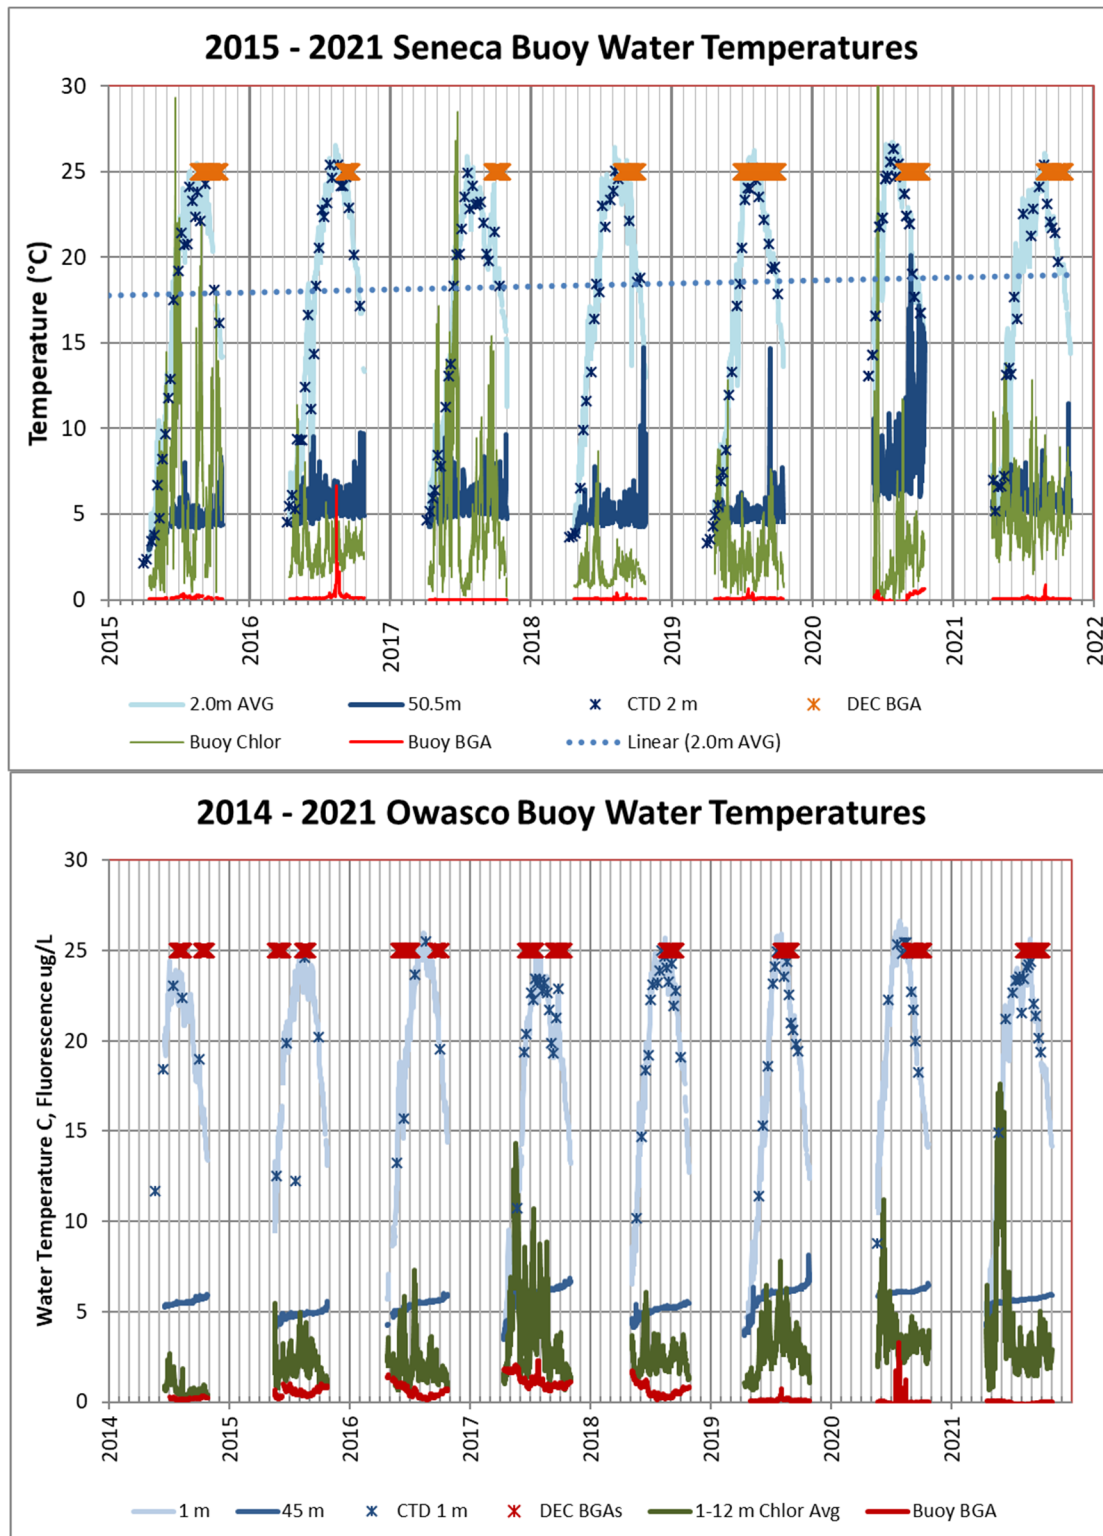 2015 - 2021 Seneca Buoy Water Temperatures
Temperature (°C)
30
25
20
15
10
5
0
2015
2016
2017
2018
2019
2020
2021
2022
2.0m AVG
50.5m
CTD 2 m
DEC BGA
Buoy Chlor
Buoy BGA
Linear (2.0m AVG)
2014 - 2021 Owasco Buoy Water Temperatures
Water Temperature C, Fluorescence ug/L
30
25
20
15
10
5
0
2014
2015
2016
2017
2018
2019
2020
2021
1 m
45 m
CTD 1 m
DEC BGAs
1-12 m Chlor Avg
Buoy BGA